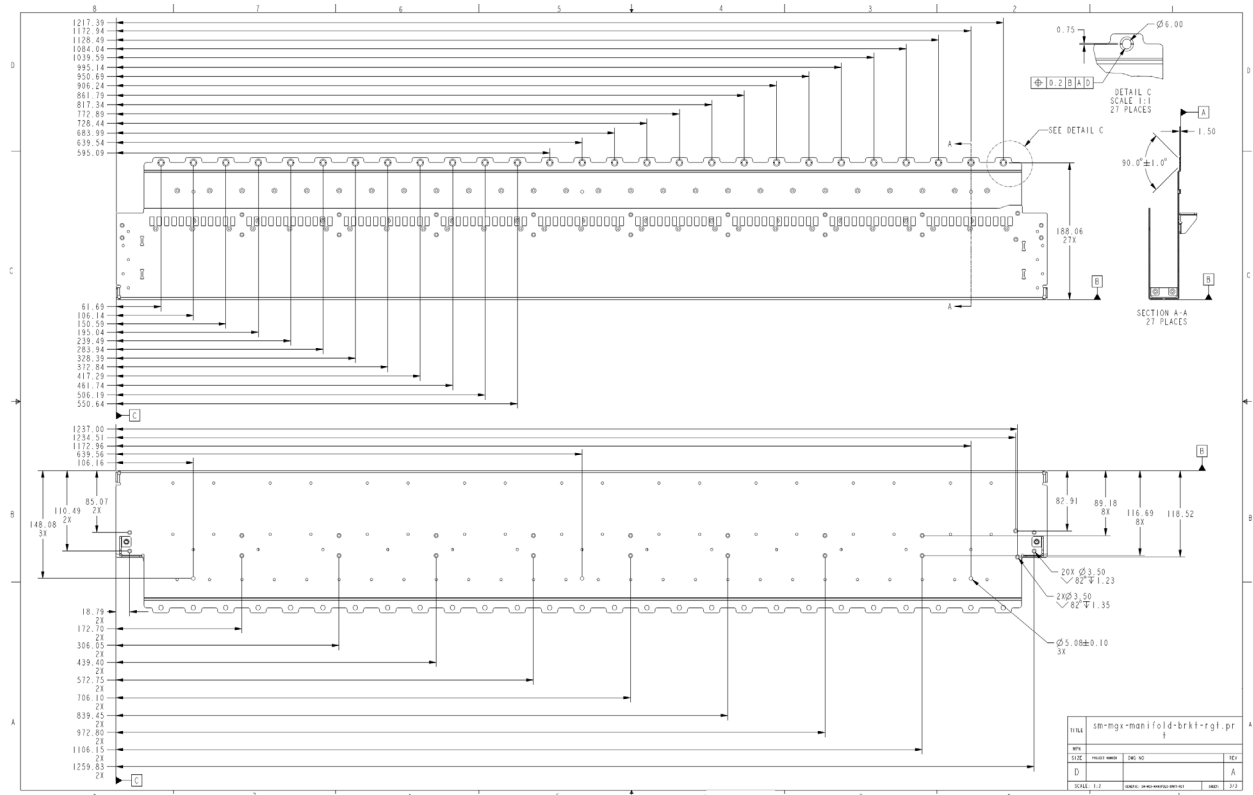 8 7 6 5 4 3 2
1217.39
1172.94
1128.49
1084.04
1039.59
995.14
950.69
906.24
861.79
817.34
772.89
728.44
683.99
639.54
595.09
0.75
Ø6.00
0.2 B A D
DETAIL C
SCALE 1:1
27 PLACES
SEE DETAIL C
A
A
1.50
90.0°±1.0°
D
D
188.06
27X
C
C
B
B
A
SECTION A-A
27 PLACES
61.69
106.14
150.59
195.04
239.49
283.94
328.39
372.84
417.29
461.74
506.19
550.64
C
1237.00
1234.51
1172.96
639.56
106.16
B
85.07
2X
110.49
2X
148.08
3X
82.91
89.18
8X
116.69
8X
118.52
B
B
20X Ø3.50
⌵82°↧1.23
2XØ3.50
⌵82°↧1.35
Ø5.08±0.10
3X
18.79
2X
172.70
2X
306.05
2X
439.40
2X
572.75
2X
706.10
2X
839.45
2X
972.80
2X
1106.15
2X
1259.83
2X
C
A
A
TITLE sm-mgx-manifold-brkt-rgt.pr
t
MPN
SIZE PROJECT NUMBER DWG NO REV
D A
SCALE: 1:2 SHEET: 3/3